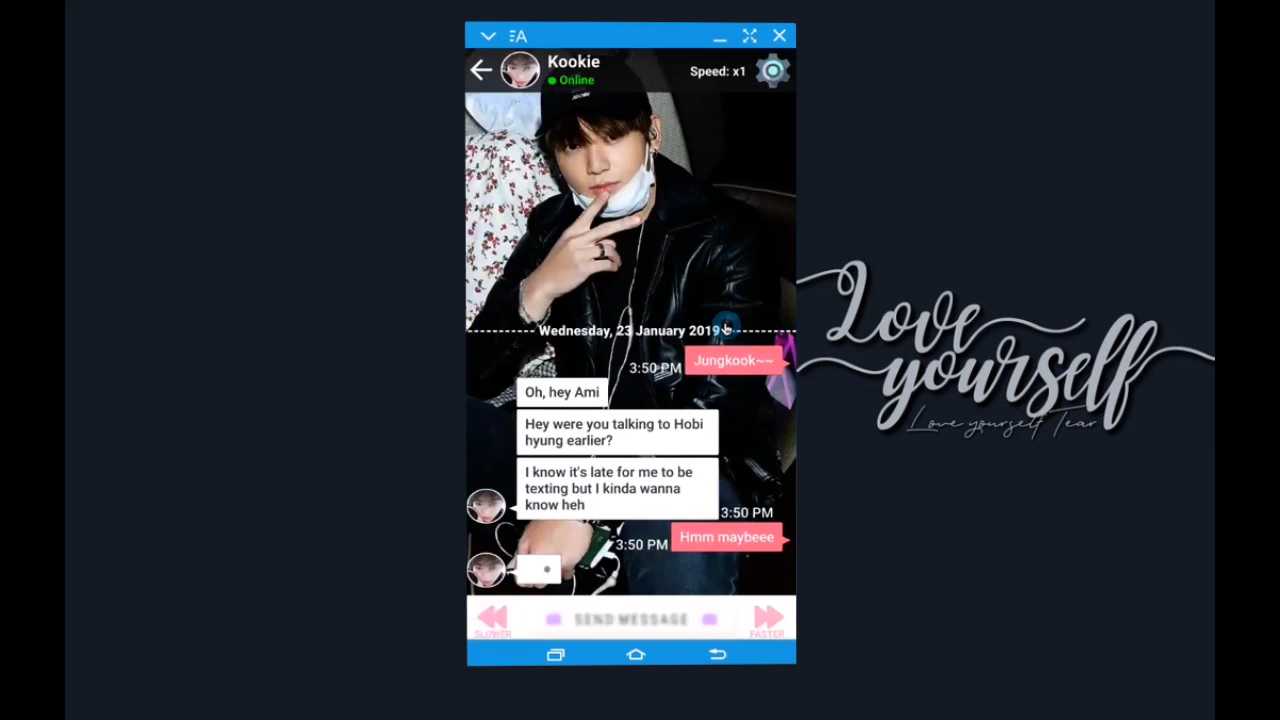 Kookie
Online
Speed: x1
Wednesday, 23 January 2019
3:50 PM
Jungkook~~
Oh, hey Ami
Hey were you talking to Hobi
hyung earlier?
I know it's late for me to be
texting but I kinda wanna
know heh
3:50 PM
3:50 PM
Hmm maybeee
SLOWER
SEND MESSAGE
FASTER
Love
yourself
Love yourself Tear